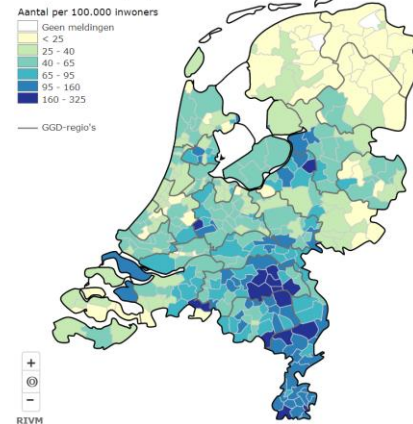 Aantal per 100.000 inwoners
Geen meldingen
< 25
25 - 40
40 - 65
65 - 95
95 - 160
160 - 325
GGD-regio's
+
−
RIVM